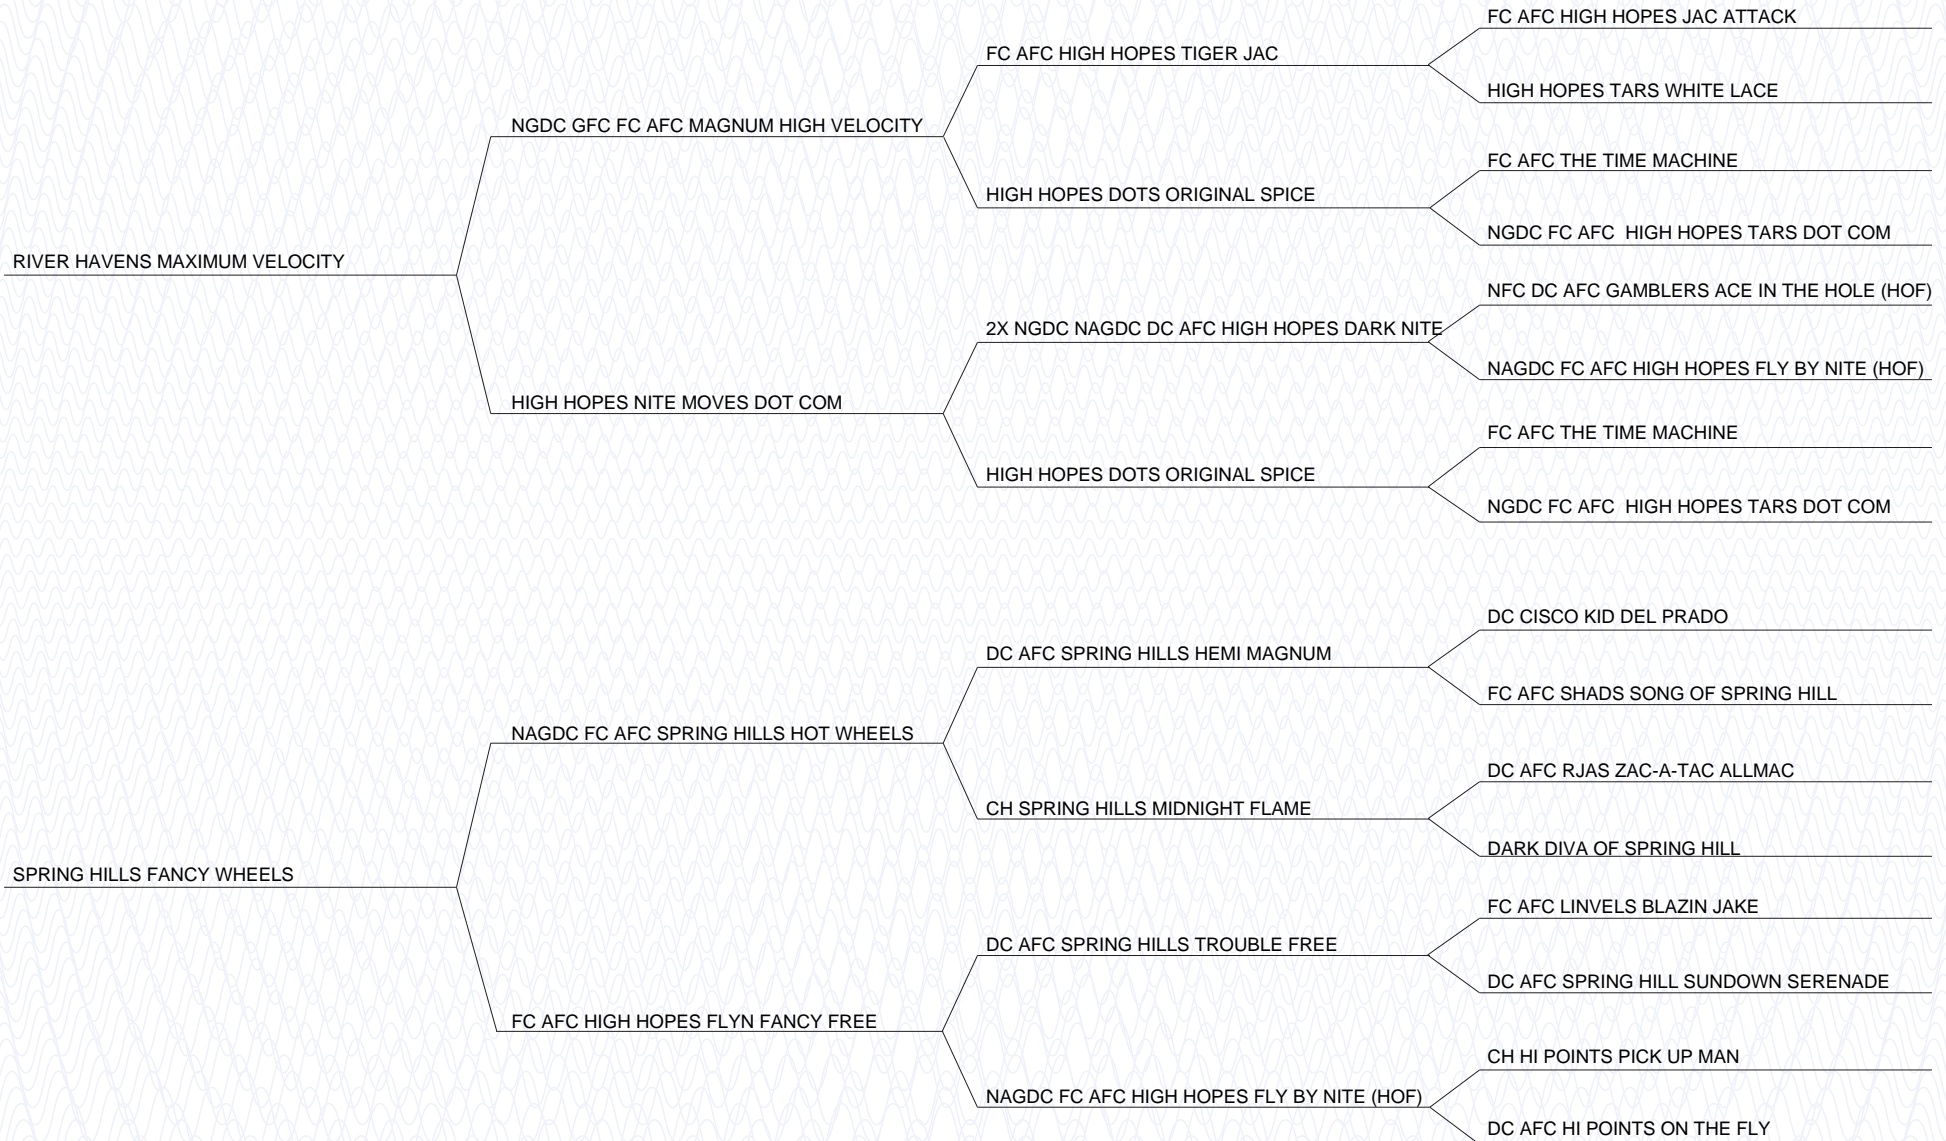 FC AFC HIGH HOPES JAC ATTACK
FC AFC HIGH HOPES TIGER JAC
HIGH HOPES TARS WHITE LACE
NGDC GFC FC AFC MAGNUM HIGH VELOCITY
FC AFC THE TIME MACHINE
HIGH HOPES DOTS ORIGINAL SPICE
NGDC FC AFC  HIGH HOPES TARS DOT COM
RIVER HAVENS MAXIMUM VELOCITY
NFC DC AFC GAMBLERS ACE IN THE HOLE (HOF)
2X NGDC NAGDC DC AFC HIGH HOPES DARK NITE
NAGDC FC AFC HIGH HOPES FLY BY NITE (HOF)
HIGH HOPES NITE MOVES DOT COM
FC AFC THE TIME MACHINE
HIGH HOPES DOTS ORIGINAL SPICE
NGDC FC AFC  HIGH HOPES TARS DOT COM
DC CISCO KID DEL PRADO
DC AFC SPRING HILLS HEMI MAGNUM
FC AFC SHADS SONG OF SPRING HILL
NAGDC FC AFC SPRING HILLS HOT WHEELS
DC AFC RJAS ZAC-A-TAC ALLMAC
CH SPRING HILLS MIDNIGHT FLAME
DARK DIVA OF SPRING HILL
SPRING HILLS FANCY WHEELS
FC AFC LINVELS BLAZIN JAKE
DC AFC SPRING HILLS TROUBLE FREE
DC AFC SPRING HILL SUNDOWN SERENADE
FC AFC HIGH HOPES FLYN FANCY FREE
CH HI POINTS PICK UP MAN
NAGDC FC AFC HIGH HOPES FLY BY NITE (HOF)
DC AFC HI POINTS ON THE FLY